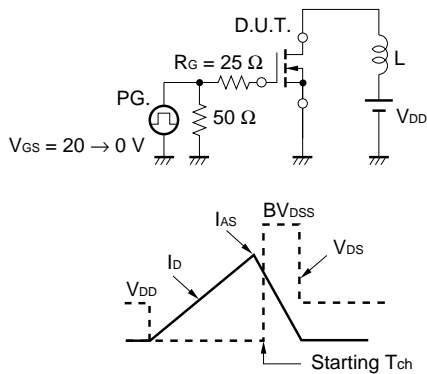 D.U.T.
RG = 25 Ω
L
PG.
50 Ω
VDD
VGS = 20 → 0 V
BVDSS
IAS
ID
VDS
VDD
Starting Tch